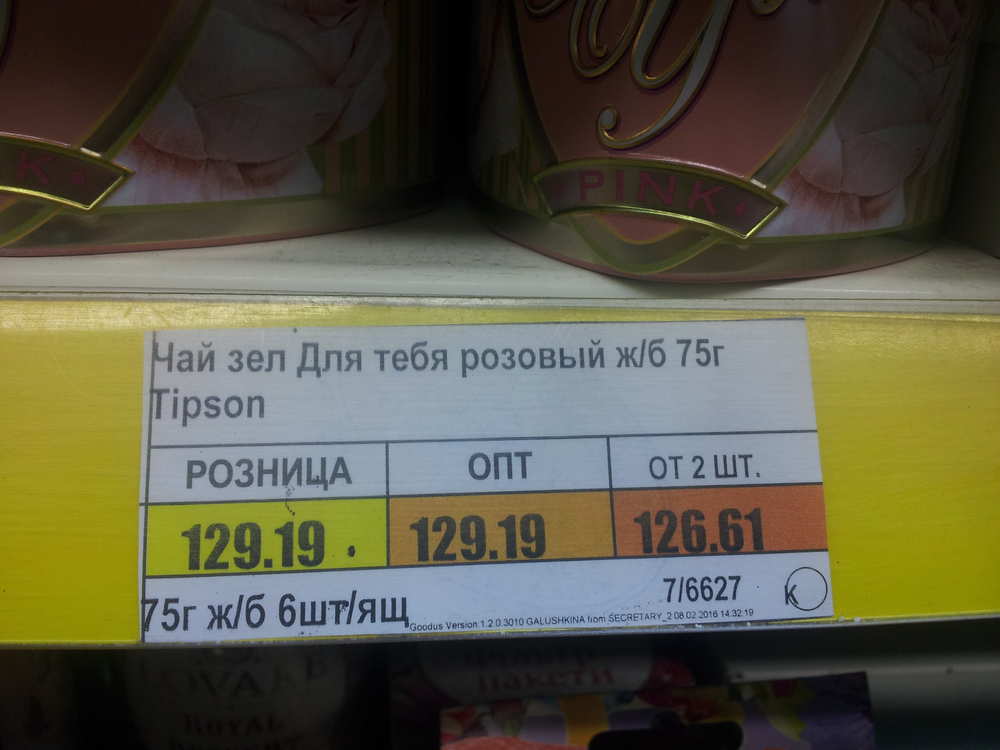 K
PINK
Чай зел Для тебя розовый ж/б 75г
Tipson
РОЗНИЦА ОПТ ОТ 2 ШТ.
129.19 129.19 126.61
75г ж/б 6шт/ящ 7/6627 К
Goodus Version 1.2.0.3010 GALUSHKINA from SECRETARY_2 08.02.2016 14:32:19
ROYAL
пакети